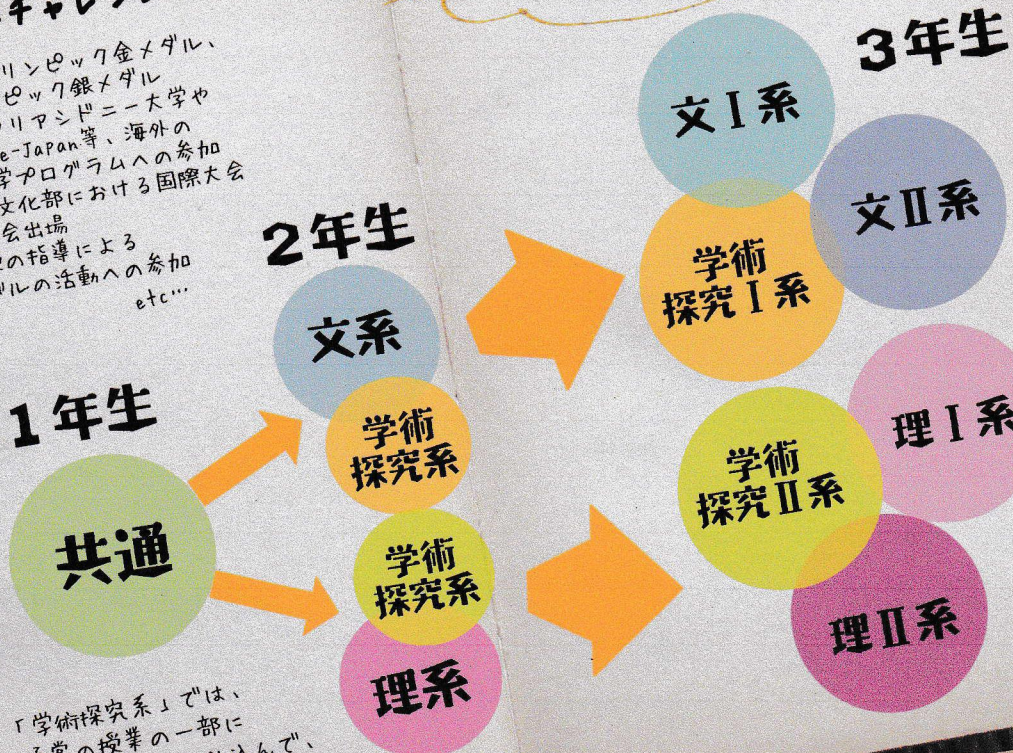 リンピック金メダル、
ピック銀メダル
リアシドニー大学や
e-Japan等、海外の
学プログラムへの参加
文化部における国際大会
会出場
の指導による
ルの活動への参加
etc…
1年生
共通
2年生
文系
学術
探究系
学術
探究系
理系
3年生
文Ⅰ系
文Ⅱ系
学術
探究Ⅰ系
理Ⅰ系
学術
探究Ⅱ系
理Ⅱ系
「学術探究系」では、
の授業の一部に
込んで、